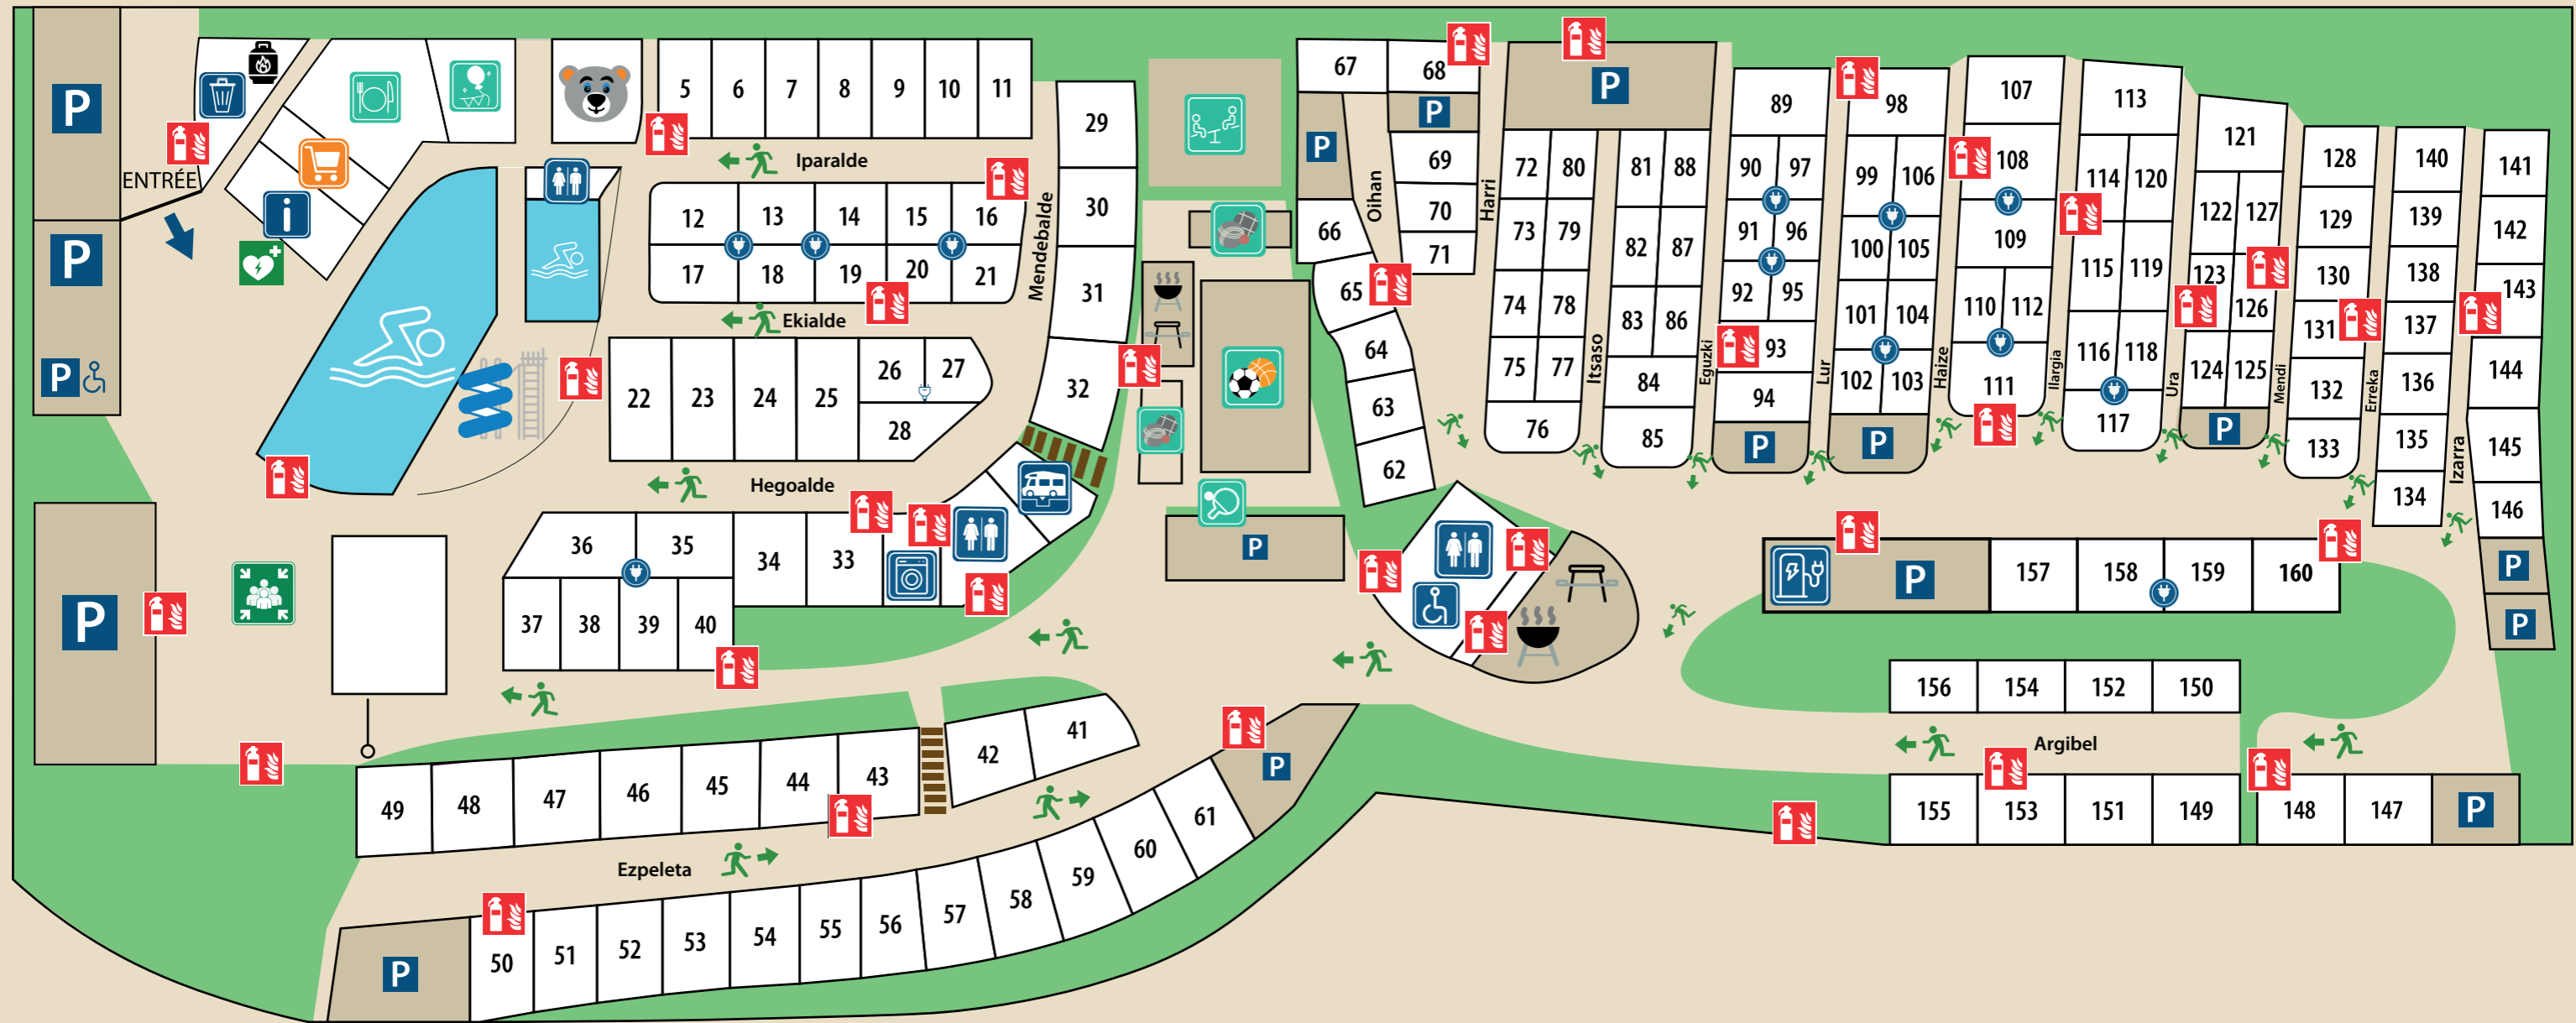 P
ENTRÉE
P
P
P
i
5 6 7 8 9 10 11
Iparalde
12 13 14 15 16
17 18 19 20 21
Ekialde
22 23 24 25 26 27
28
Hegoalde
Mendebalde
29
30
31
32
36 35 34 33
37 38 39 40
49 48 47 46 45 44 43 42 41
Ezpeleta
P
50 51 52 53 54 55 56 57 58 59 60 61
P
P
67 68
P
P
Oihan
69
70
71
66
65
64
63
62
Harri
P
72 80
73 79
74 78
75 77
76
Itsaso
81 88
82 87
83 86
84
85
Eguzki
89
90 97
91 96
92 95
93
94
P
Lur
98
99 106
100 105
101 104
102 103
P
Haize
107
108
109
110 112
111
Ilargia
113
114 120
115 119
116 118
117
Ura
121
122 127
123 126
124 125
P
Mendi
128
129
130
131
132
133
Erreka
140
139
138
137
136
135
134
Izarra
141
142
143
144
145
146
P
P
P
157 158 159 160
156 154 152 150
Argibel
155 153 151 149 148 147
P